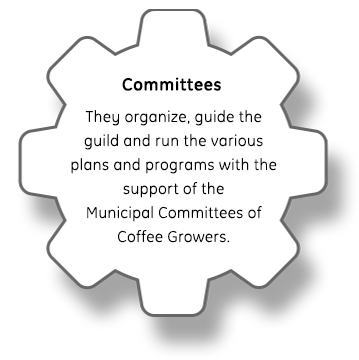 Committees
They organize, guide the
guild and run the various
plans and programs with the
support of the
Municipal Committees of
Coffee Growers.